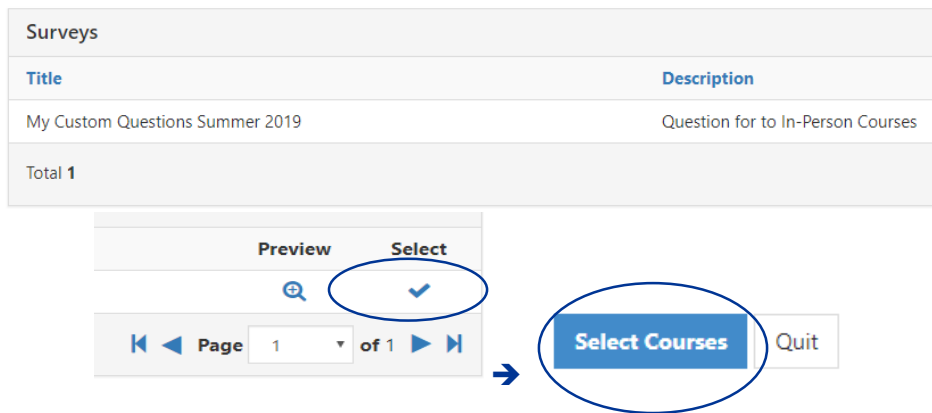 Surveys
Title Description
My Custom Questions Summer 2019 Question for to In-Person Courses
Total 1
Preview Select
Page 1 of 1
Select Courses Quit